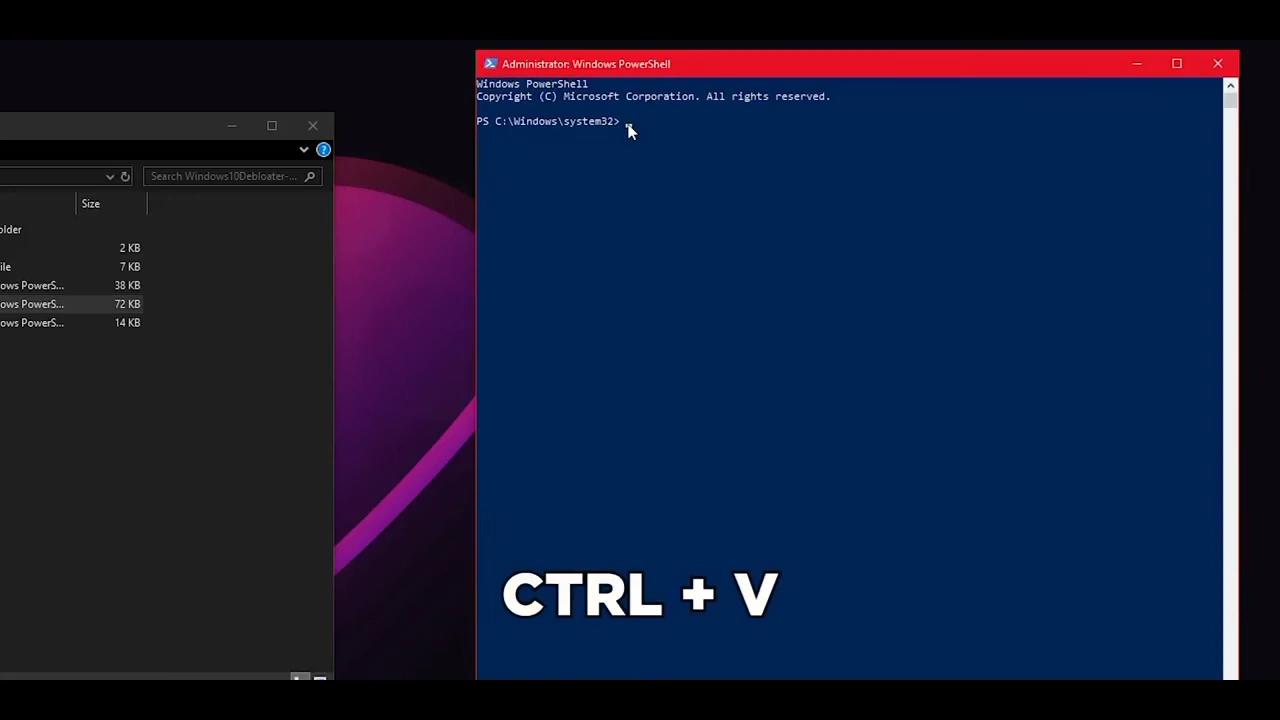 Administrator: Windows PowerShell
Windows PowerShell
Copyright (C) Microsoft Corporation. All rights reserved.
PS C:\Windows\system32>
Search Windows10Debloater-...
Size
older
2 KB
ile
7 KB
ows PowerS...
38 KB
ows PowerS...
72 KB
ows PowerS...
14 KB
CTRL + V